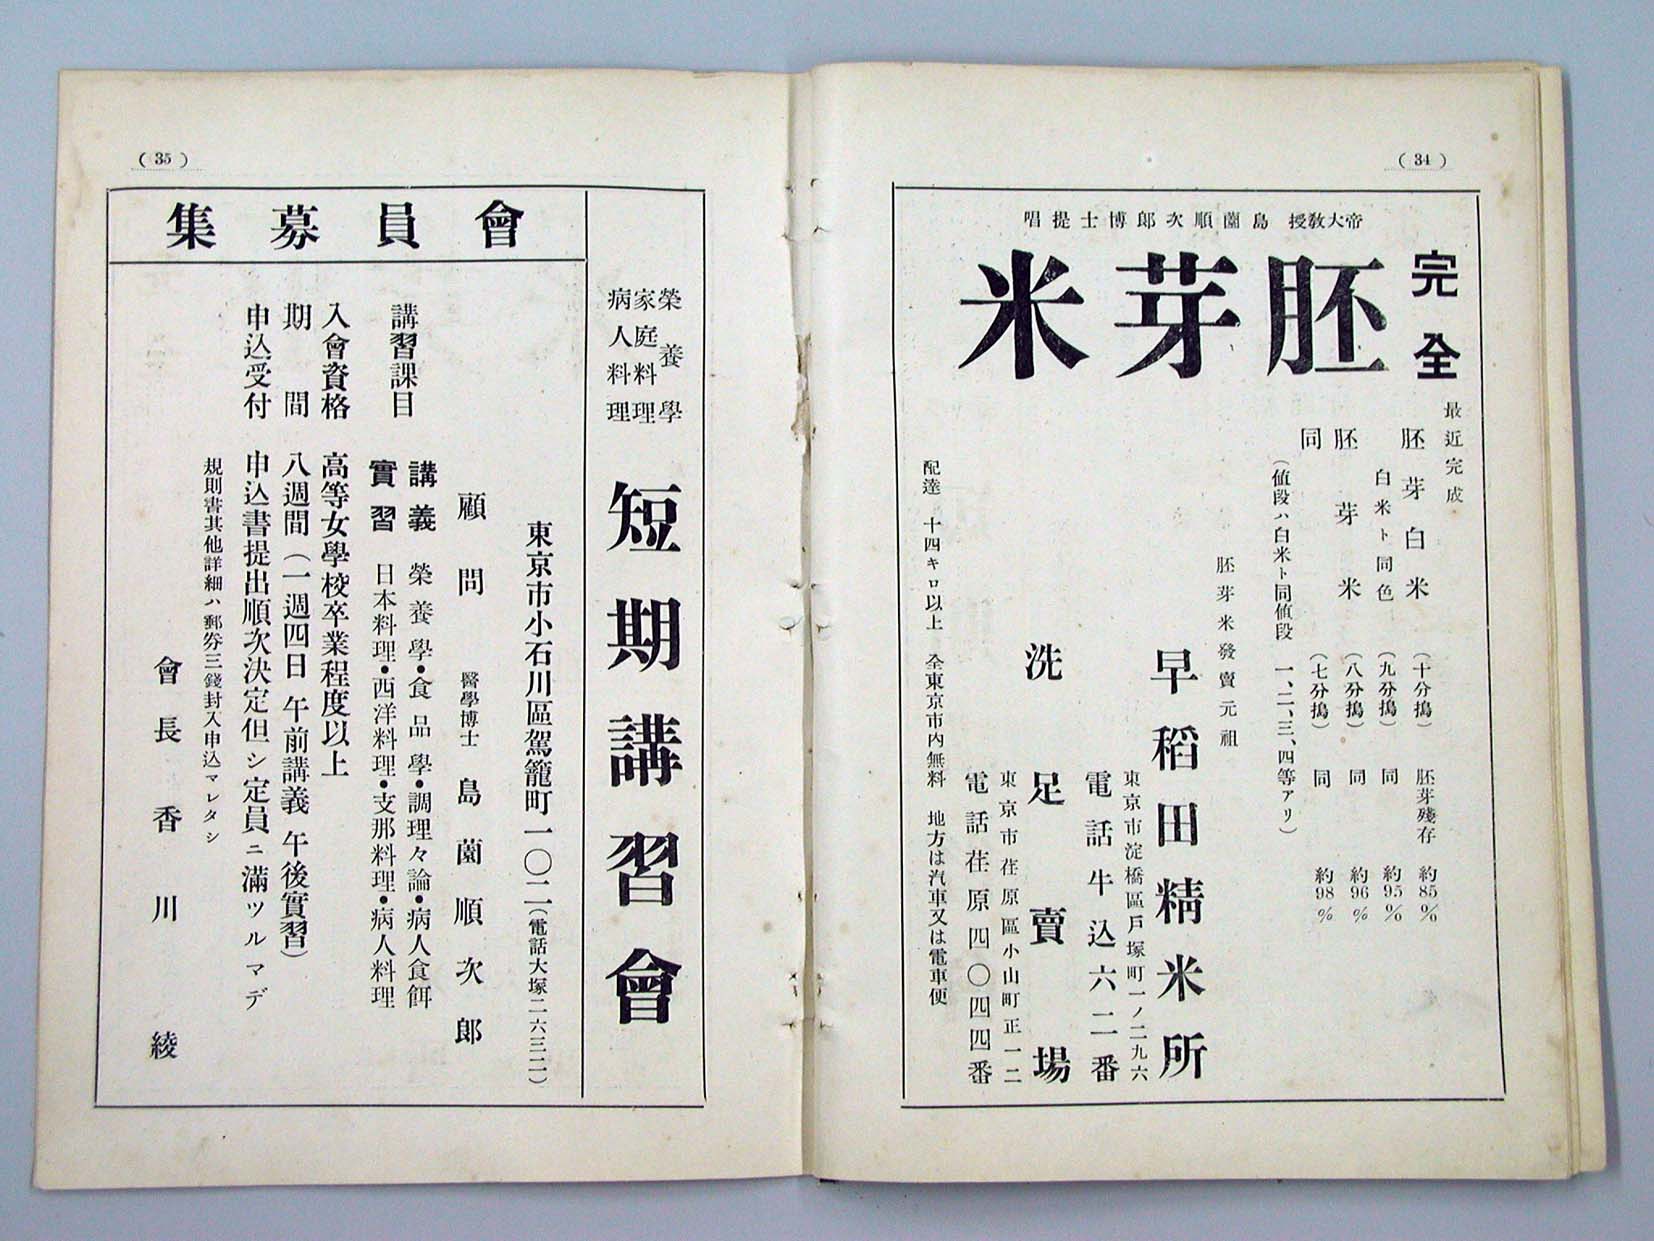 ( 34 )
帝大教授 島薗順次郎博士提唱
完全
胚芽米
最近完成
胚芽白米 (十分搗) 胚芽殘存 約85%
白米ト同色 (九分搗) 同 約95%
胚芽米 (八分搗) 同 約96%
同 (七分搗) 同 約98%
(値段ハ白米ト同値段 一、二、三、四等アリ)
胚芽米發賣元祖
早稻田精米所
東京市淀橋區戸塚町一ノ二九六
電話牛込六二番
洗足賣場
東京市荏原區小山町正一二
電話荏原四〇四四番
配達 十四キロ以上 全東京市内無料 地方は汽車又は電車便
( 35 )
榮養學
家庭料理
病人料理
短期講習會
會員募集
東京市小石川區駕籠町一〇二(電話大塚二六三二)
顧問 醫學博士 島薗順次郎
講習課目
講義 榮養學・食品學・調理々論・病人食餌
實習 日本料理・西洋料理・支那料理・病人料理
入會資格 高等女學校卒業程度以上
期間 八週間(一週四日 午前講義 午後實習)
申込受付 申込書提出順次決定但シ定員ニ滿ツルマデ
規則書其他詳細ハ郵券三錢封入申込マレタシ
會長 香川綾